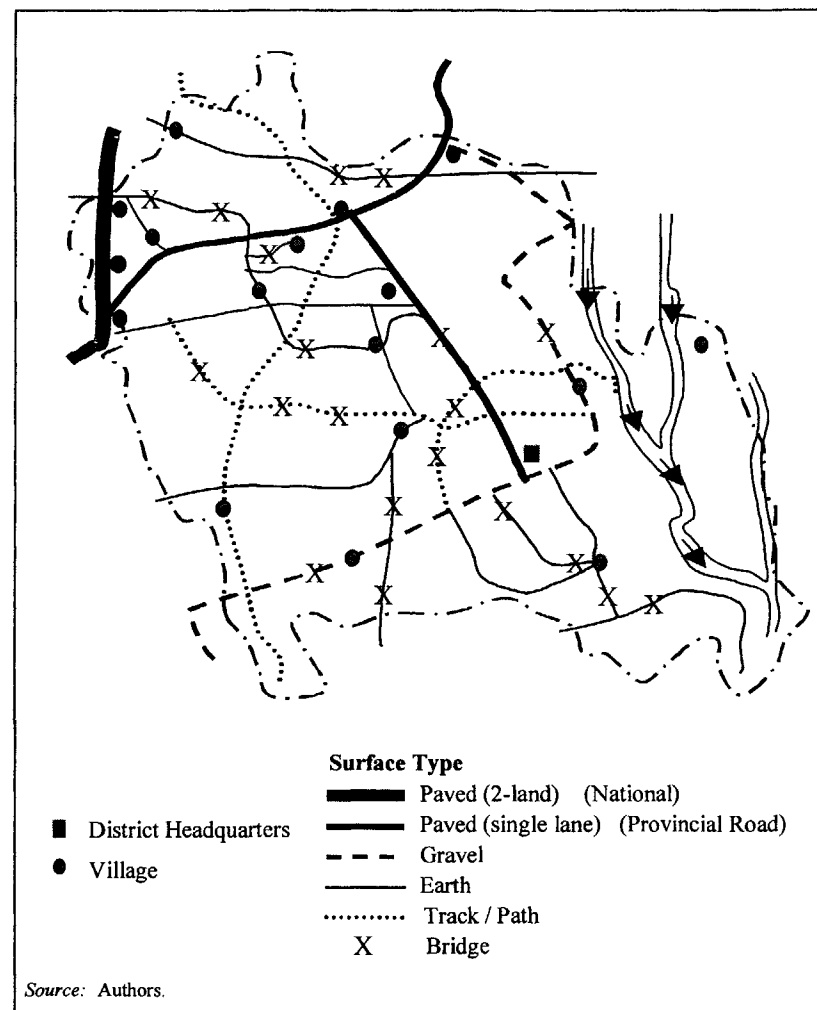 X X
X
X
X
X X
X
X
X
X X X
X
X
X
X
X X
X X
Surface Type
Paved (2-land) (National)
■ District Headquarters
Paved (single lane) (Provincial Road)
Gravel
● Village
Earth
Track / Path
X Bridge
Source: Authors.